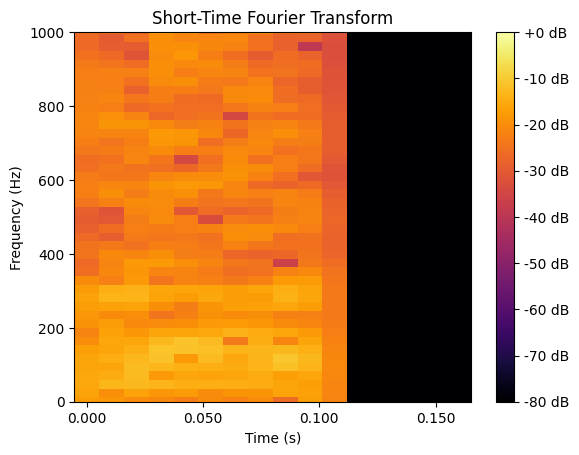 Short-Time Fourier Transform
Frequency (Hz)
1000
800
600
400
200
0
0.000
0.050
0.100
0.150
Time (s)
+0 dB
-10 dB
-20 dB
-30 dB
-40 dB
-50 dB
-60 dB
-70 dB
-80 dB